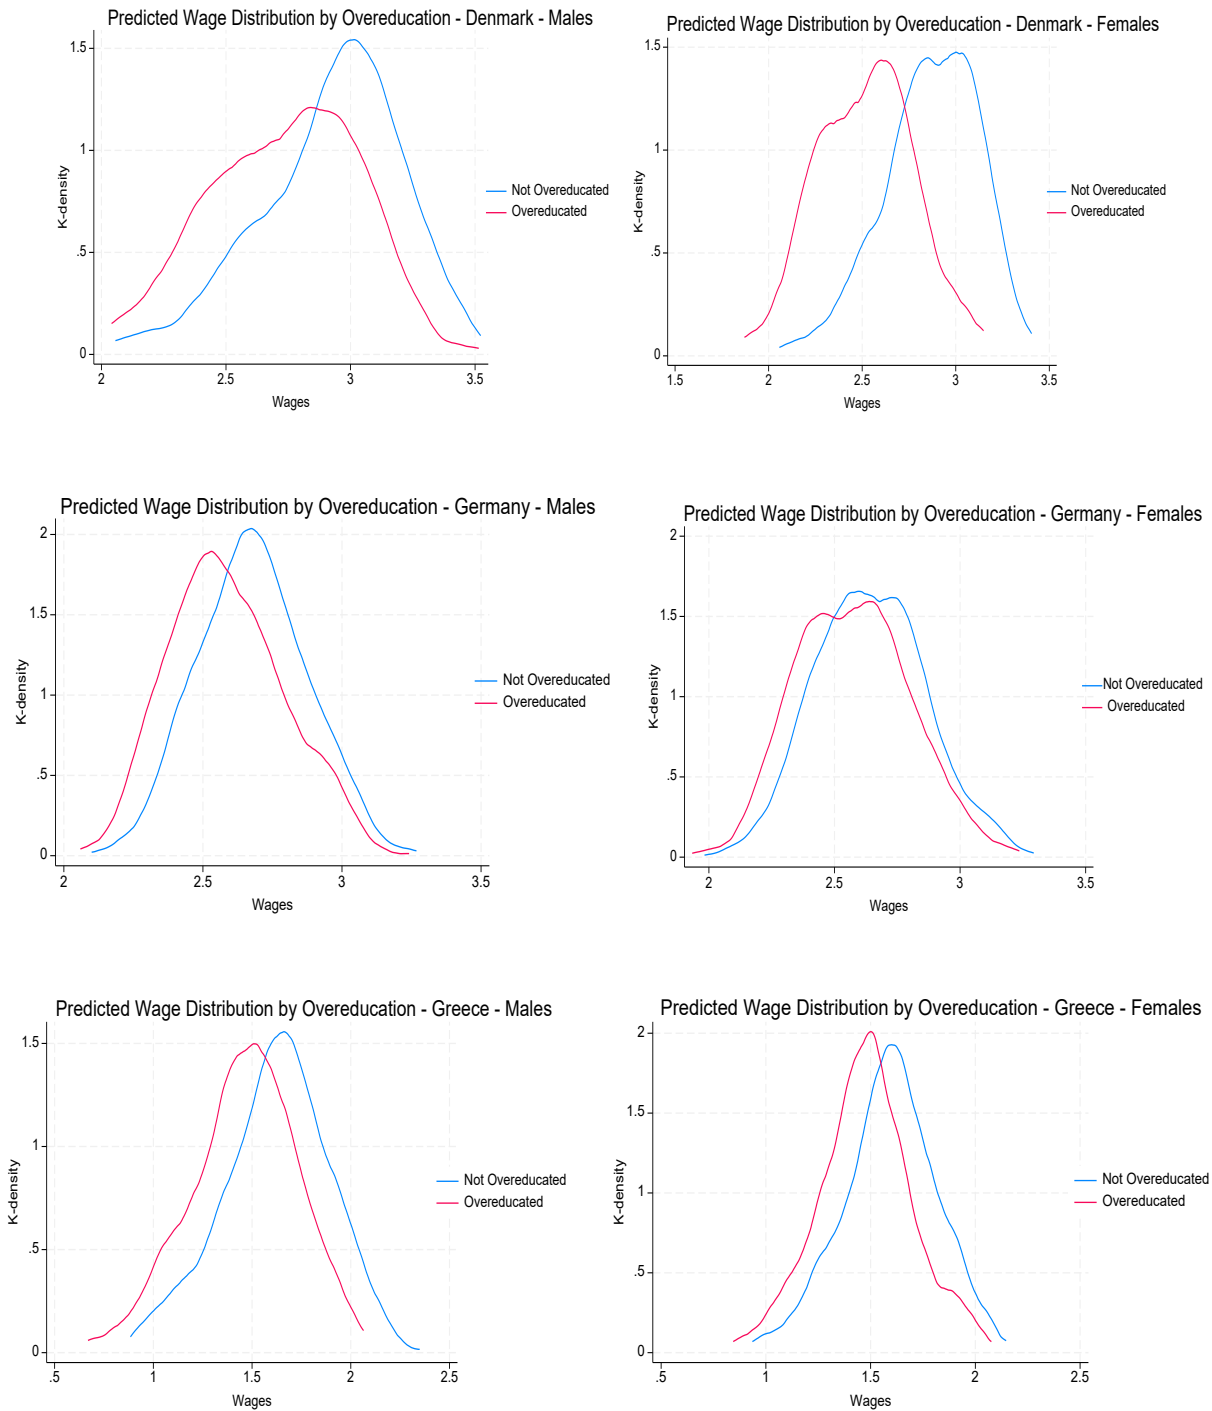 Predicted Wage Distribution by Overeducation - Denmark - Males
1.5
1
.5
0
K-density
2
2.5
3
3.5
Wages
Not Overeducated
Overeducated
Predicted Wage Distribution by Overeducation - Denmark - Females
1.5
1
.5
0
K-density
1.5
2
2.5
3
3.5
Wages
Not Overeducated
Overeducated
Predicted Wage Distribution by Overeducation - Germany - Males
2
1.5
1
.5
0
K-density
2
2.5
3
3.5
Wages
Not Overeducated
Overeducated
Predicted Wage Distribution by Overeducation - Germany - Females
2
1.5
1
.5
0
K-density
2
2.5
3
3.5
Wages
Not Overeducated
Overeducated
Predicted Wage Distribution by Overeducation - Greece - Males
1.5
1
.5
0
K-density
.5
1
1.5
2
2.5
Wages
Not Overeducated
Overeducated
Predicted Wage Distribution by Overeducation - Greece - Females
2
1.5
1
.5
0
K-density
.5
1
1.5
2
2.5
Wages
Not Overeducated
Overeducated